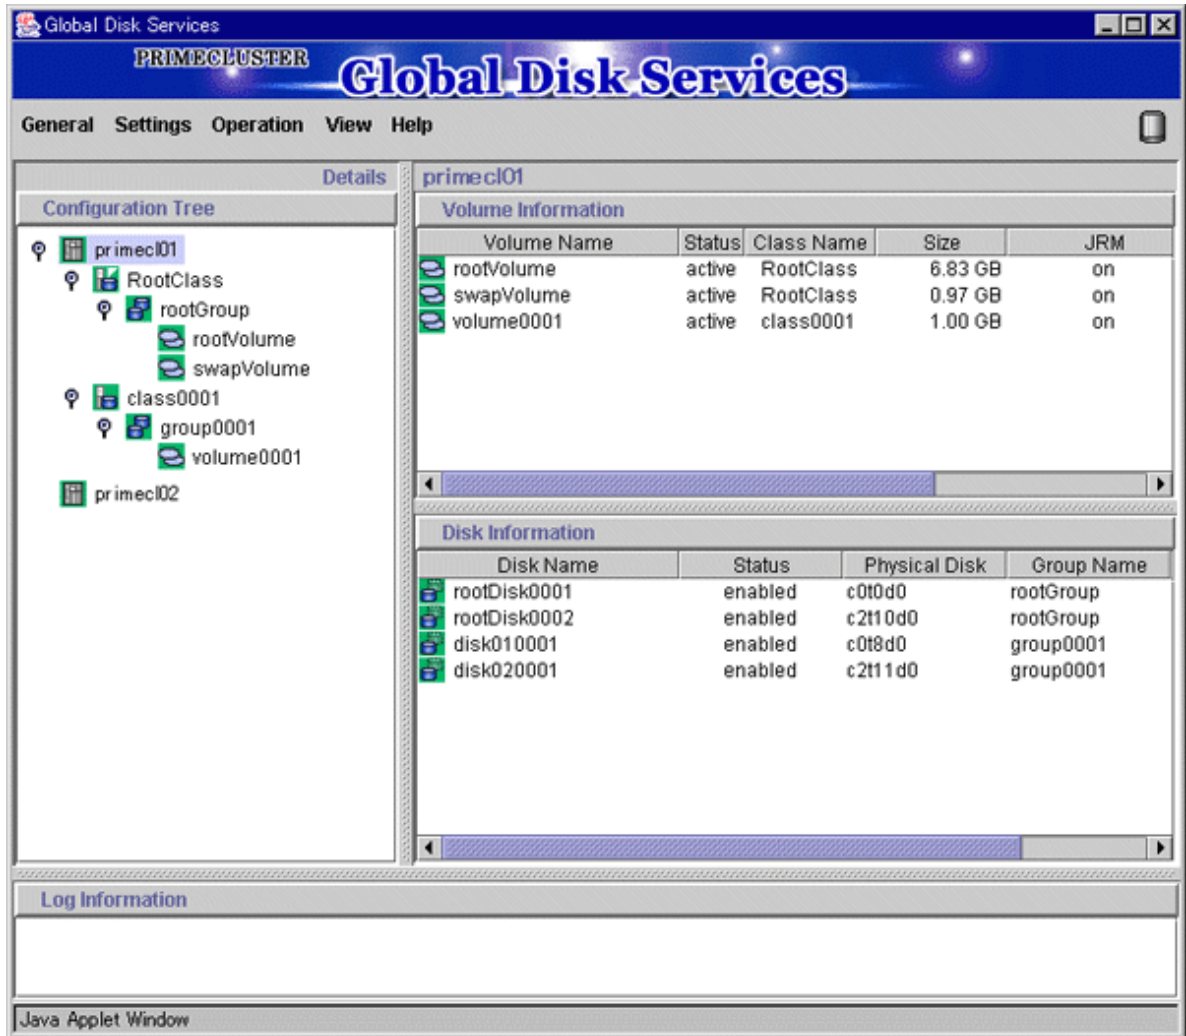 Global Disk Services
PRIMECLUSTER
Global Disk Services
General Settings Operation View Help
Details
Configuration Tree
primecl01
RootClass
rootGroup
rootVolume
swapVolume
class0001
group0001
volume0001
primecl02
primecl01
Volume Information
Volume Name Status Class Name Size JRM
rootVolume active RootClass 6.83 GB on
swapVolume active RootClass 0.97 GB on
volume0001 active class0001 1.00 GB on
Disk Information
Disk Name Status Physical Disk Group Name
rootDisk0001 enabled c0t0d0 rootGroup
rootDisk0002 enabled c2t10d0 rootGroup
disk010001 enabled c0t8d0 group0001
disk020001 enabled c2t11d0 group0001
Log Information
Java Applet Window